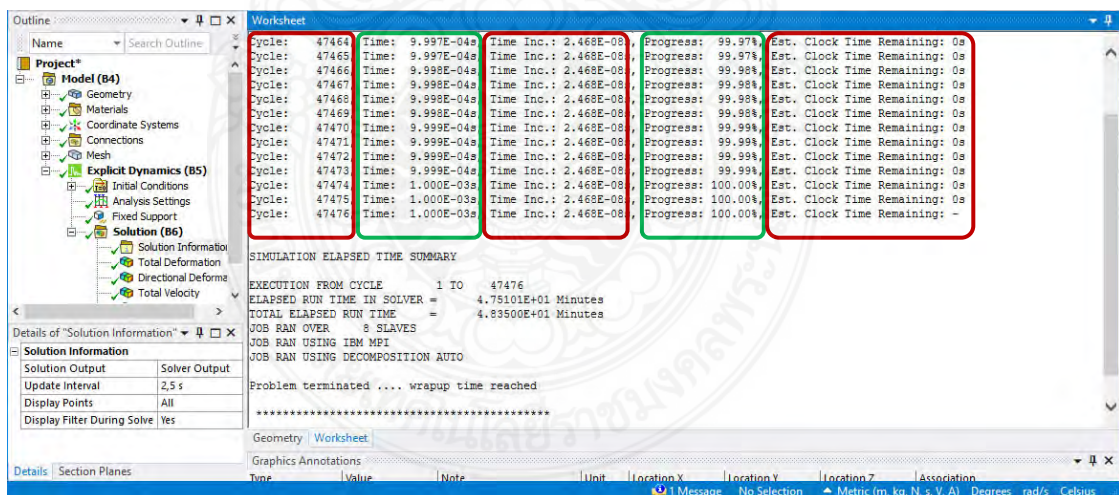 Outline
Name Search Outline
Project*
Model (B4)
Geometry
Materials
Coordinate Systems
Connections
Mesh
Explicit Dynamics (B5)
Initial Conditions
Analysis Settings
Fixed Support
Solution (B6)
Solution Information
Total Deformation
Directional Deforma
Total Velocity
Details of "Solution Information"
Solution Information
Solution Output Solver Output
Update Interval 2,5 s
Display Points All
Display Filter During Solve Yes
Details Section Planes
Worksheet
Cycle: 47464, Time: 9.997E-04s, Time Inc.: 2.468E-08s, Progress: 99.97%, Est. Clock Time Remaining: 0s
Cycle: 47465, Time: 9.997E-04s, Time Inc.: 2.468E-08s, Progress: 99.97%, Est. Clock Time Remaining: 0s
Cycle: 47466, Time: 9.998E-04s, Time Inc.: 2.468E-08s, Progress: 99.98%, Est. Clock Time Remaining: 0s
Cycle: 47467, Time: 9.998E-04s, Time Inc.: 2.468E-08s, Progress: 99.98%, Est. Clock Time Remaining: 0s
Cycle: 47468, Time: 9.998E-04s, Time Inc.: 2.468E-08s, Progress: 99.98%, Est. Clock Time Remaining: 0s
Cycle: 47469, Time: 9.998E-04s, Time Inc.: 2.468E-08s, Progress: 99.98%, Est. Clock Time Remaining: 0s
Cycle: 47470, Time: 9.999E-04s, Time Inc.: 2.468E-08s, Progress: 99.99%, Est. Clock Time Remaining: 0s
Cycle: 47471, Time: 9.999E-04s, Time Inc.: 2.468E-08s, Progress: 99.99%, Est. Clock Time Remaining: 0s
Cycle: 47472, Time: 9.999E-04s, Time Inc.: 2.468E-08s, Progress: 99.99%, Est. Clock Time Remaining: 0s
Cycle: 47473, Time: 9.999E-04s, Time Inc.: 2.468E-08s, Progress: 99.99%, Est. Clock Time Remaining: 0s
Cycle: 47474, Time: 1.000E-03s, Time Inc.: 2.468E-08s, Progress: 100.00%, Est. Clock Time Remaining: 0s
Cycle: 47475, Time: 1.000E-03s, Time Inc.: 2.468E-08s, Progress: 100.00%, Est. Clock Time Remaining: 0s
Cycle: 47476, Time: 1.000E-03s, Time Inc.: 2.468E-08s, Progress: 100.00%, Est. Clock Time Remaining: -
SIMULATION ELAPSED TIME SUMMARY
EXECUTION FROM CYCLE 1 TO 47476
ELAPSED RUN TIME IN SOLVER = 4.75101E+01 Minutes
TOTAL ELAPSED RUN TIME = 4.83500E+01 Minutes
JOB RAN OVER 8 SLAVES
JOB RAN USING IBM MPI
JOB RAN USING DECOMPOSITION AUTO
Problem terminated .... wrapup time reached
*******************************************
Geometry Worksheet
Graphics Annotations
Type Value Note Unit Location X Location Y Location Z Association
1 Message No Selection Metric (m, kg, N, s, V, A) Degrees rad/s Celsius